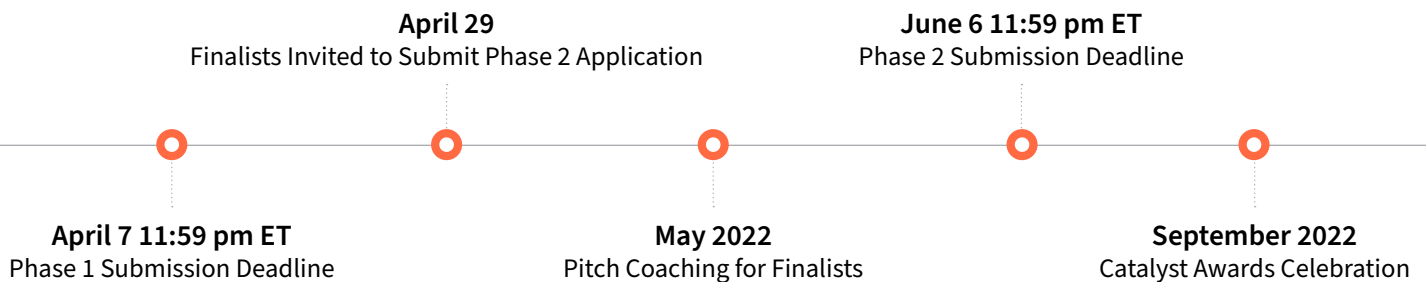 April 29
Finalists Invited to Submit Phase 2 Application
June 6 11:59 pm ET
Phase 2 Submission Deadline
April 7 11:59 pm ET
Phase 1 Submission Deadline
May 2022
Pitch Coaching for Finalists
September 2022
Catalyst Awards Celebration